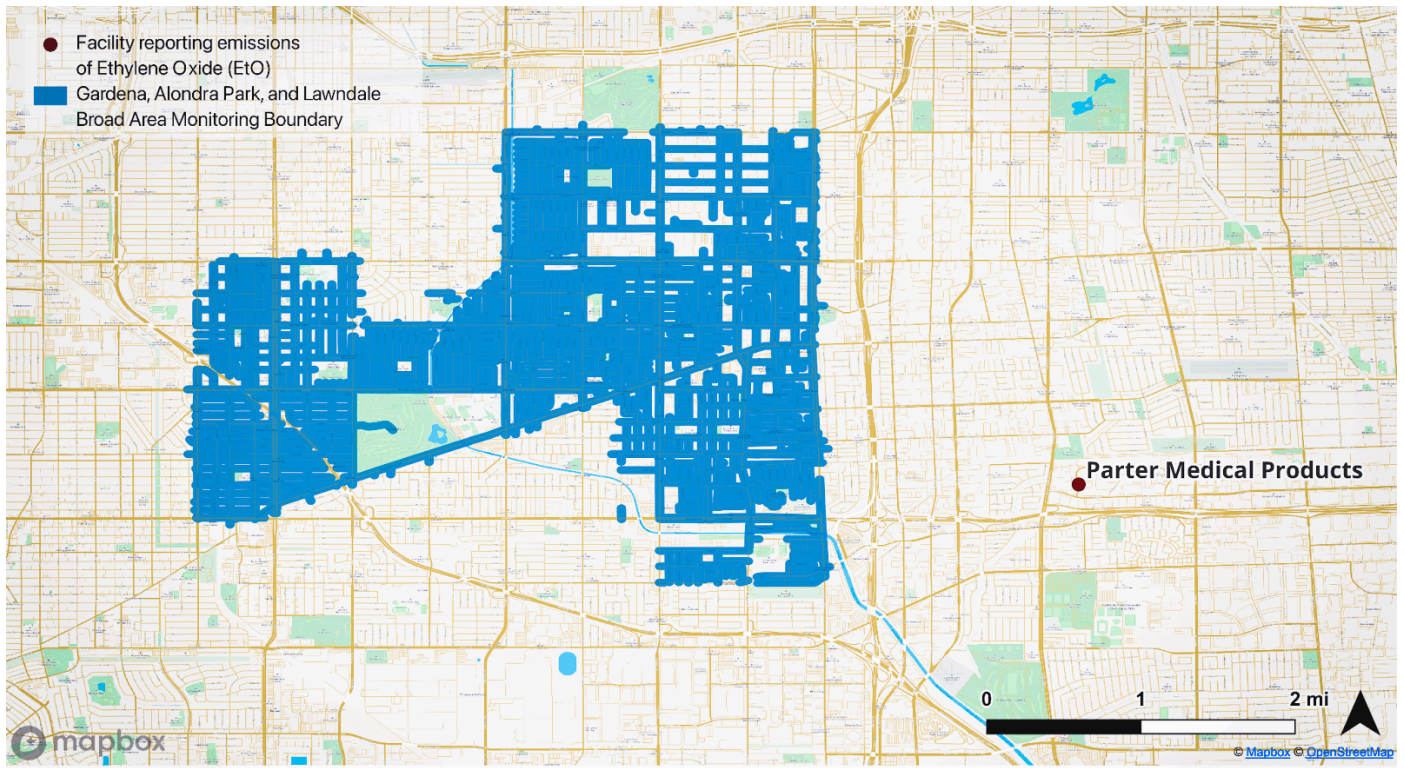 Facility reporting emissions
of Ethylene Oxide (EtO)
Gardena, Alondra Park, and Lawndale
Broad Area Monitoring Boundary
Parter Medical Products
0 1 2 mi
mapbox
© Mapbox © OpenStreetMap